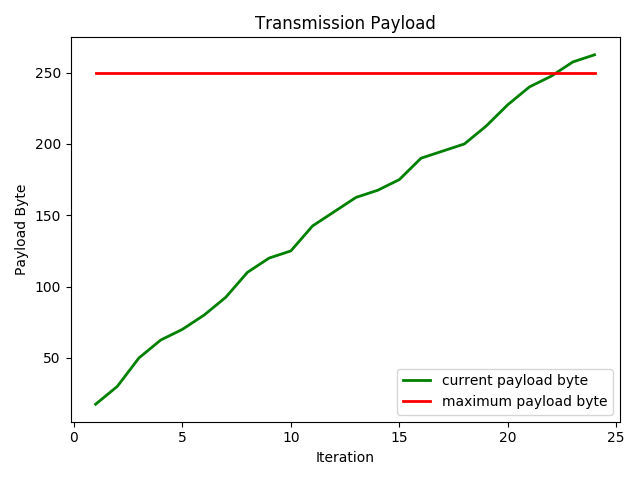 Transmission Payload
Payload Byte
250
200
150
100
50
0
5
10
15
20
25
Iteration
current payload byte
maximum payload byte